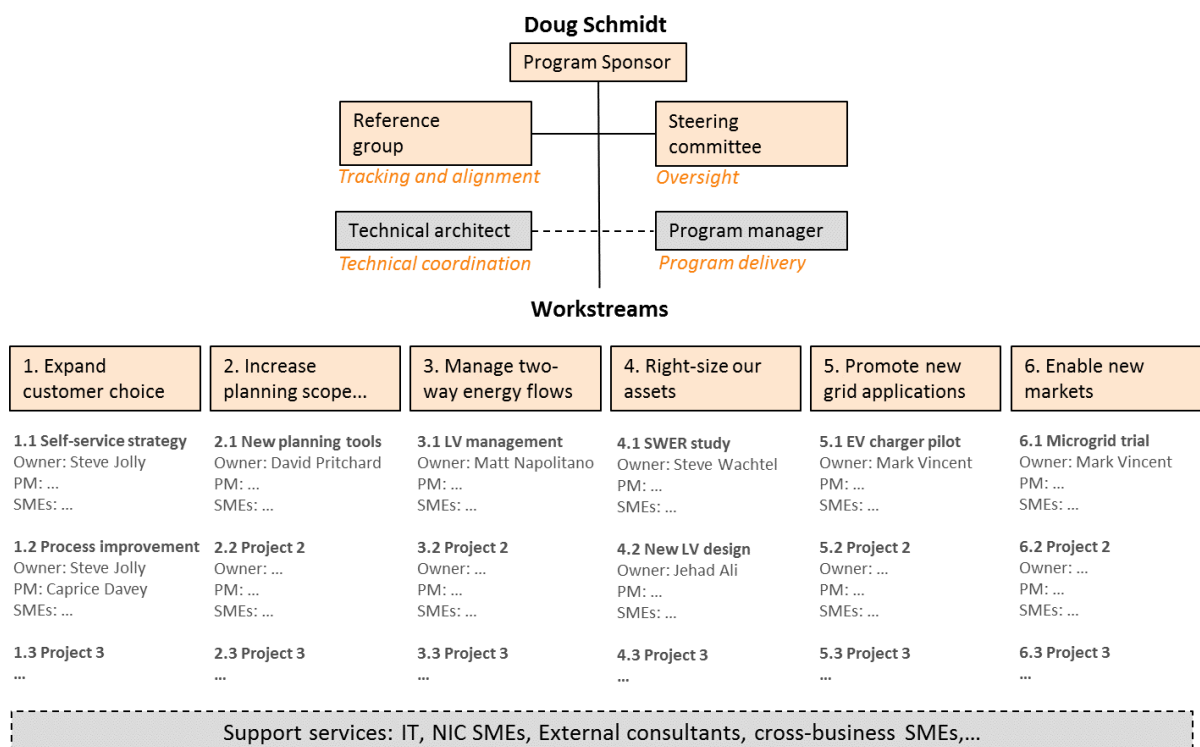 Doug Schmidt
Program Sponsor
Reference
group
Steering
committee
Tracking and alignment
Oversight
Technical architect
Program manager
Technical coordination
Program delivery
Workstreams
1. Expand
customer choice
2. Increase
planning scope...
3. Manage two-
way energy flows
4. Right-size our
assets
5. Promote new
grid applications
6. Enable new
markets
1.1 Self-service strategy
Owner: Steve Jolly
PM: ...
SMEs: ...
1.2 Process improvement
Owner: Steve Jolly
PM: Caprice Davey
SMEs: ...
1.3 Project 3
...
2.1 New planning tools
Owner: David Pritchard
PM: ...
SMEs: ...
2.2 Project 2
Owner: ...
PM: ...
SMEs: ...
2.3 Project 3
...
3.1 LV management
Owner: Matt Napolitano
PM: ...
SMEs: ...
3.2 Project 2
Owner: ...
PM: ...
SMEs: ...
3.3 Project 3
...
4.1 SWER study
Owner: Steve Wachtel
PM: ...
SMEs: ...
4.2 New LV design
Owner: Jehad Ali
PM: ...
SMEs: ...
4.3 Project 3
...
5.1 EV charger pilot
Owner: Mark Vincent
PM: ...
SMEs: ...
5.2 Project 2
Owner: ...
PM: ...
SMEs: ...
5.3 Project 3
...
6.1 Microgrid trial
Owner: Mark Vincent
PM: ...
SMEs: ...
6.2 Project 2
Owner: ...
PM: ...
SMEs: ...
6.3 Project 3
...
Support services: IT, NIC SMEs, External consultants, cross-business SMEs,...